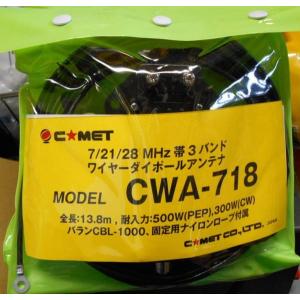 C★MET
7/21/28 MHz 帯 3 バンド
ワイヤーダイポールアンテナ
MODEL CWA-718
全長:13.8m, 耐入力:500W(PEP),300W(CW)
バランCBL-1000、固定用ナイロンロープ付属
C★MET CO.,LTD.